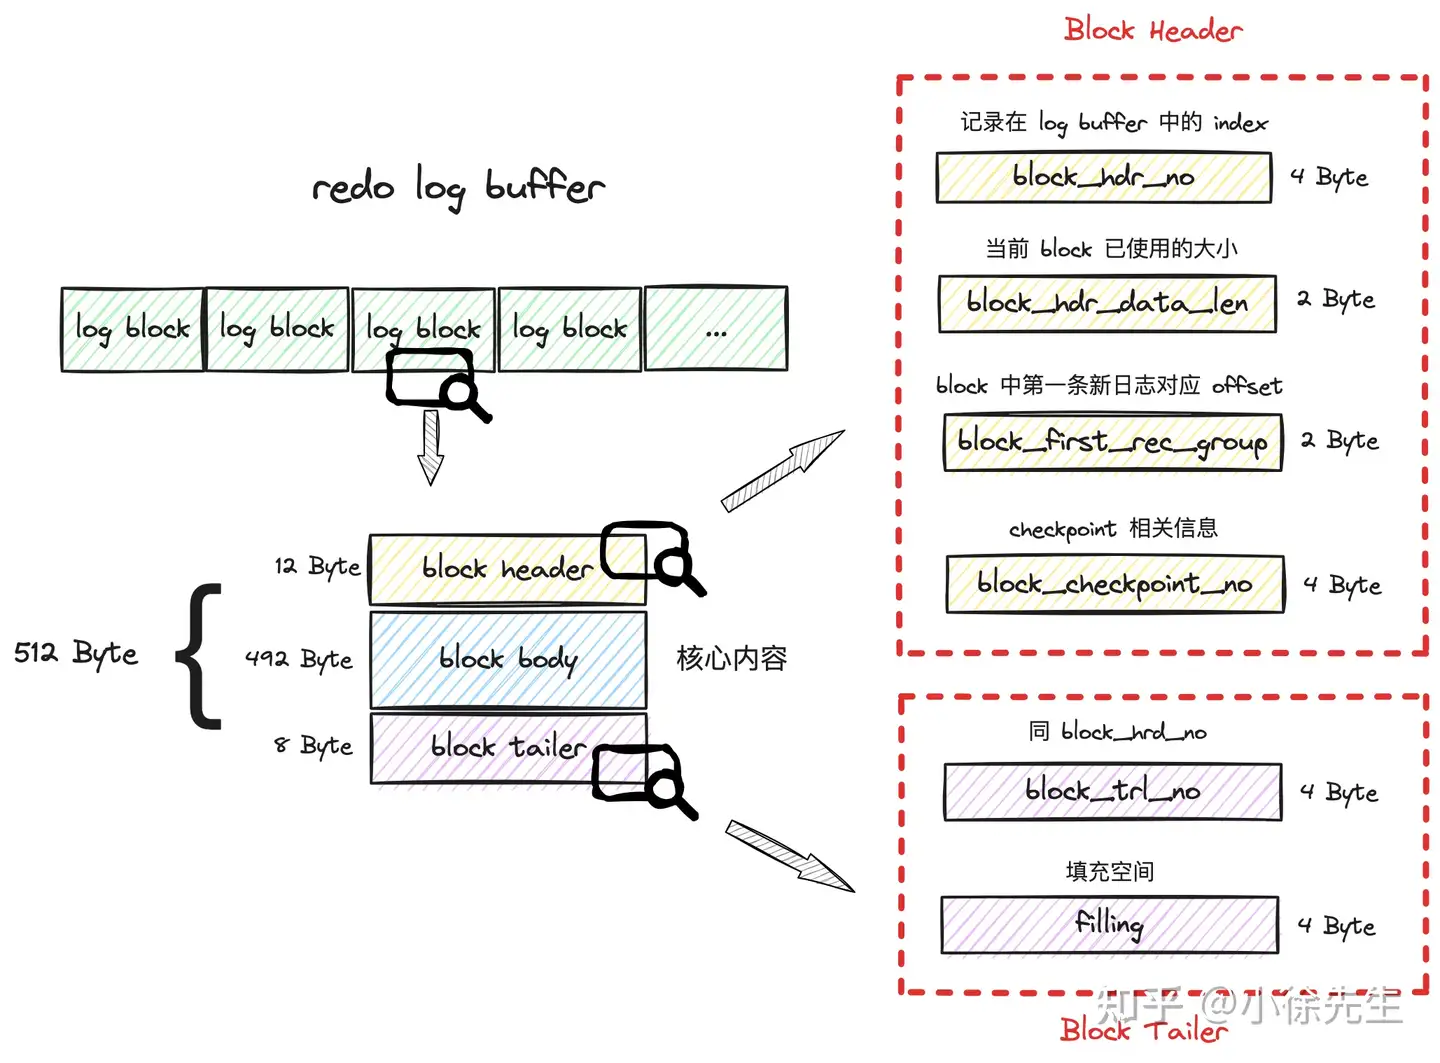 redo log buffer
log block
log block
log block
log block
...
512 Byte
12 Byte
block header
492 Byte
block body
核心内容
8 Byte
block tailer
Block Header
记录在 log buffer 中的 index
block_hdr_no
4 Byte
当前 block 已使用的大小
block_hdr_data_len
2 Byte
block 中第一条新日志对应 offset
block_first_rec_group
2 Byte
checkpoint 相关信息
block_checkpoint_no
4 Byte
同 block_hrd_no
block_trl_no
4 Byte
填充空间
filling
4 Byte
知乎 @小徐先生
Block Tailer